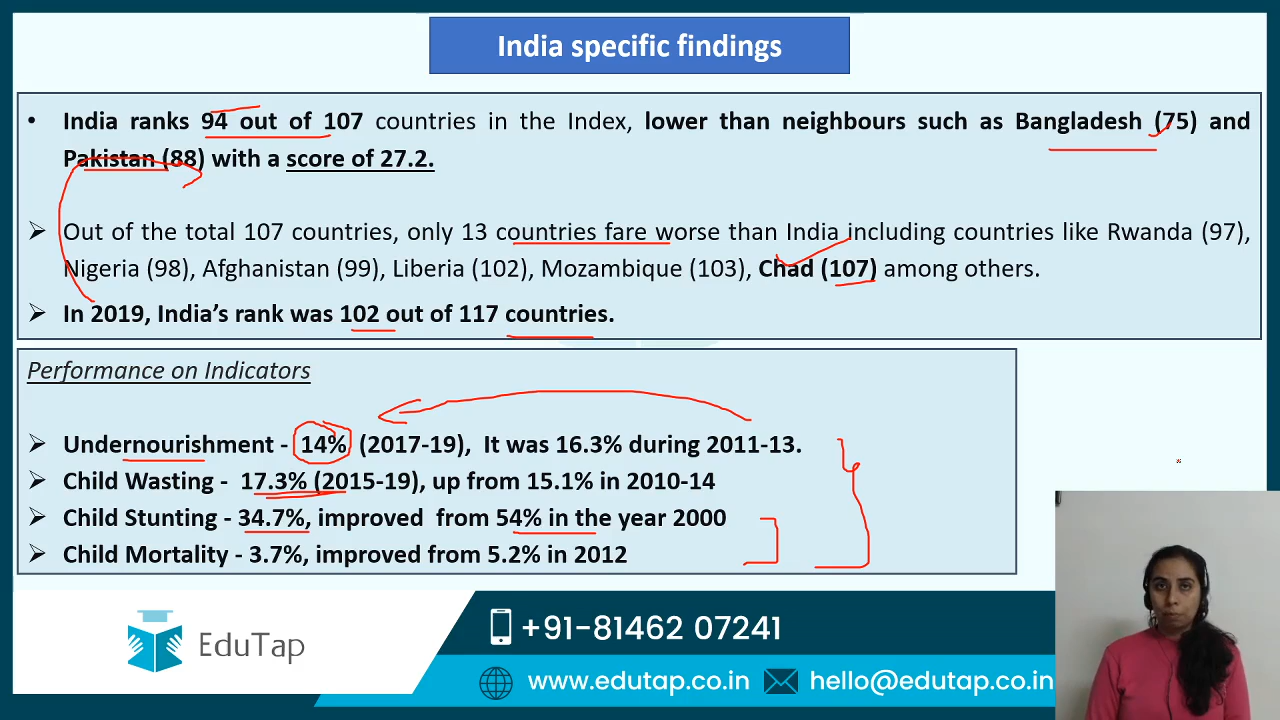 India specific findings
• India ranks 94 out of 107 countries in the Index, lower than neighbours such as Bangladesh (75) and
Pakistan (88) with a score of 27.2.
➢ Out of the total 107 countries, only 13 countries fare worse than India including countries like Rwanda (97),
Nigeria (98), Afghanistan (99), Liberia (102), Mozambique (103), Chad (107) among others.
➢ In 2019, India’s rank was 102 out of 117 countries.
Performance on Indicators
➢ Undernourishment - 14% (2017-19), It was 16.3% during 2011-13.
➢ Child Wasting - 17.3% (2015-19), up from 15.1% in 2010-14
➢ Child Stunting - 34.7%, improved from 54% in the year 2000
➢ Child Mortality - 3.7%, improved from 5.2% in 2012
EduTap
+91-81462 07241
www.edutap.co.in
hello@edutap.co.in